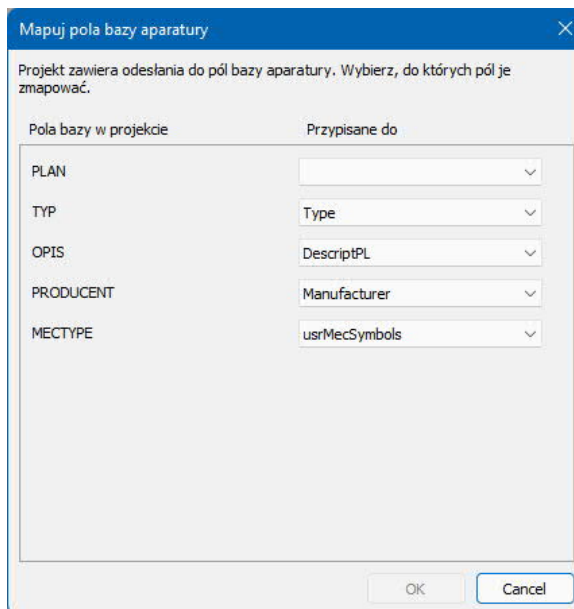 Mapuj pola bazy aparatury
Projekt zawiera odesłania do pól bazy aparatury. Wybierz, do których pól je
zmapować.
Pola bazy w projekcie Przypisane do
PLAN
TYP Type
OPIS DescriptPL
PRODUCENT Manufacturer
MECTYPE usrMecSymbols
OK Cancel